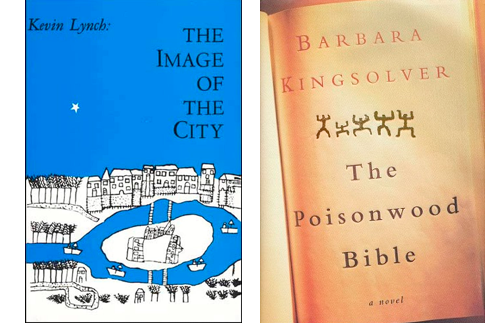 Kevin Lynch:
THE
IMAGE
OF
THE
CITY
BARBARA
KINGSOLVER
The
Poisonwood
Bible
a novel